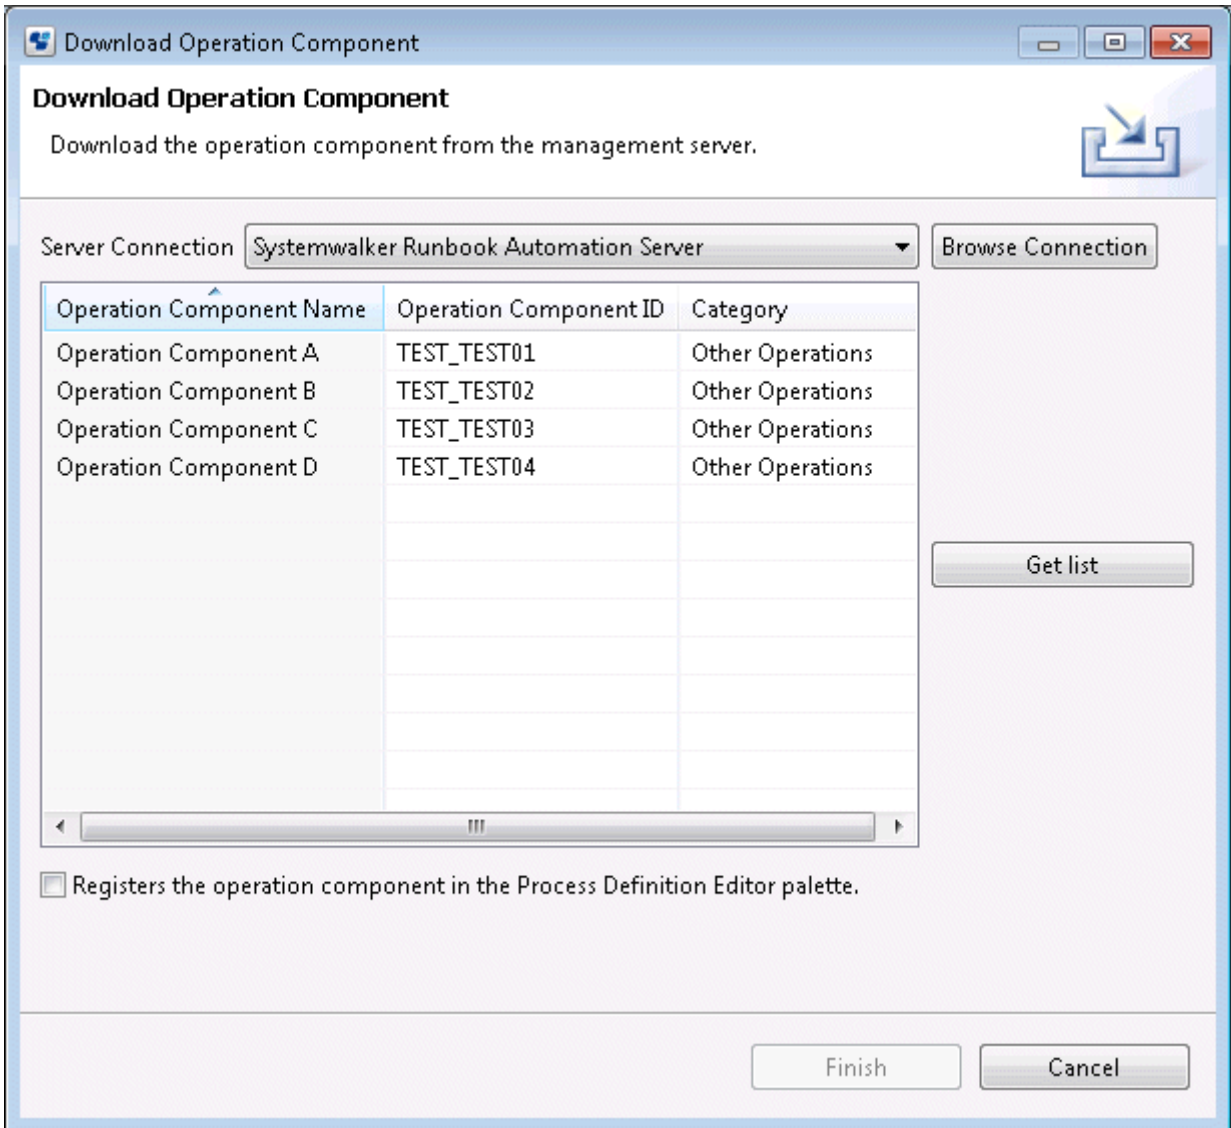 Download Operation Component
Download Operation Component
Download the operation component from the management server.
Server Connection Systemwalker Runbook Automation Server Browse Connection
Operation Component Name Operation Component ID Category
Operation Component A TEST_TEST01 Other Operations
Operation Component B TEST_TEST02 Other Operations
Operation Component C TEST_TEST03 Other Operations
Operation Component D TEST_TEST04 Other Operations
Get list
Registers the operation component in the Process Definition Editor palette.
Finish Cancel